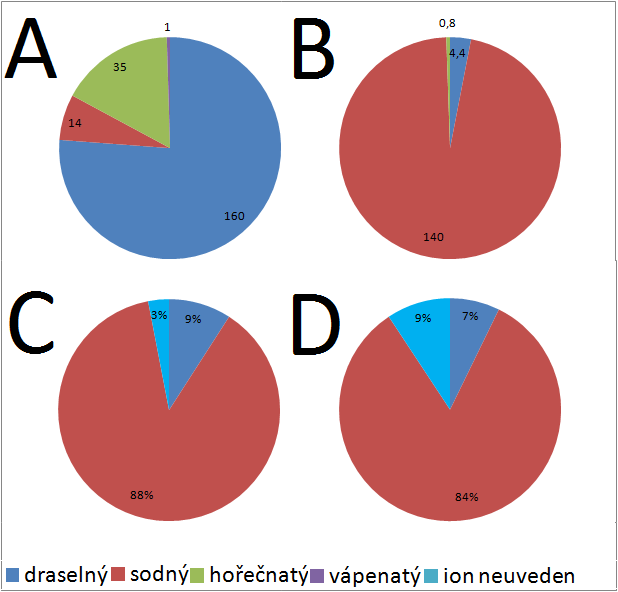 A
1
35
14
160
B
0,8
4,4
140
C
3%
9%
88%
D
9%
7%
84%
draselný sodný hořečnatý vápenatý ion neuveden